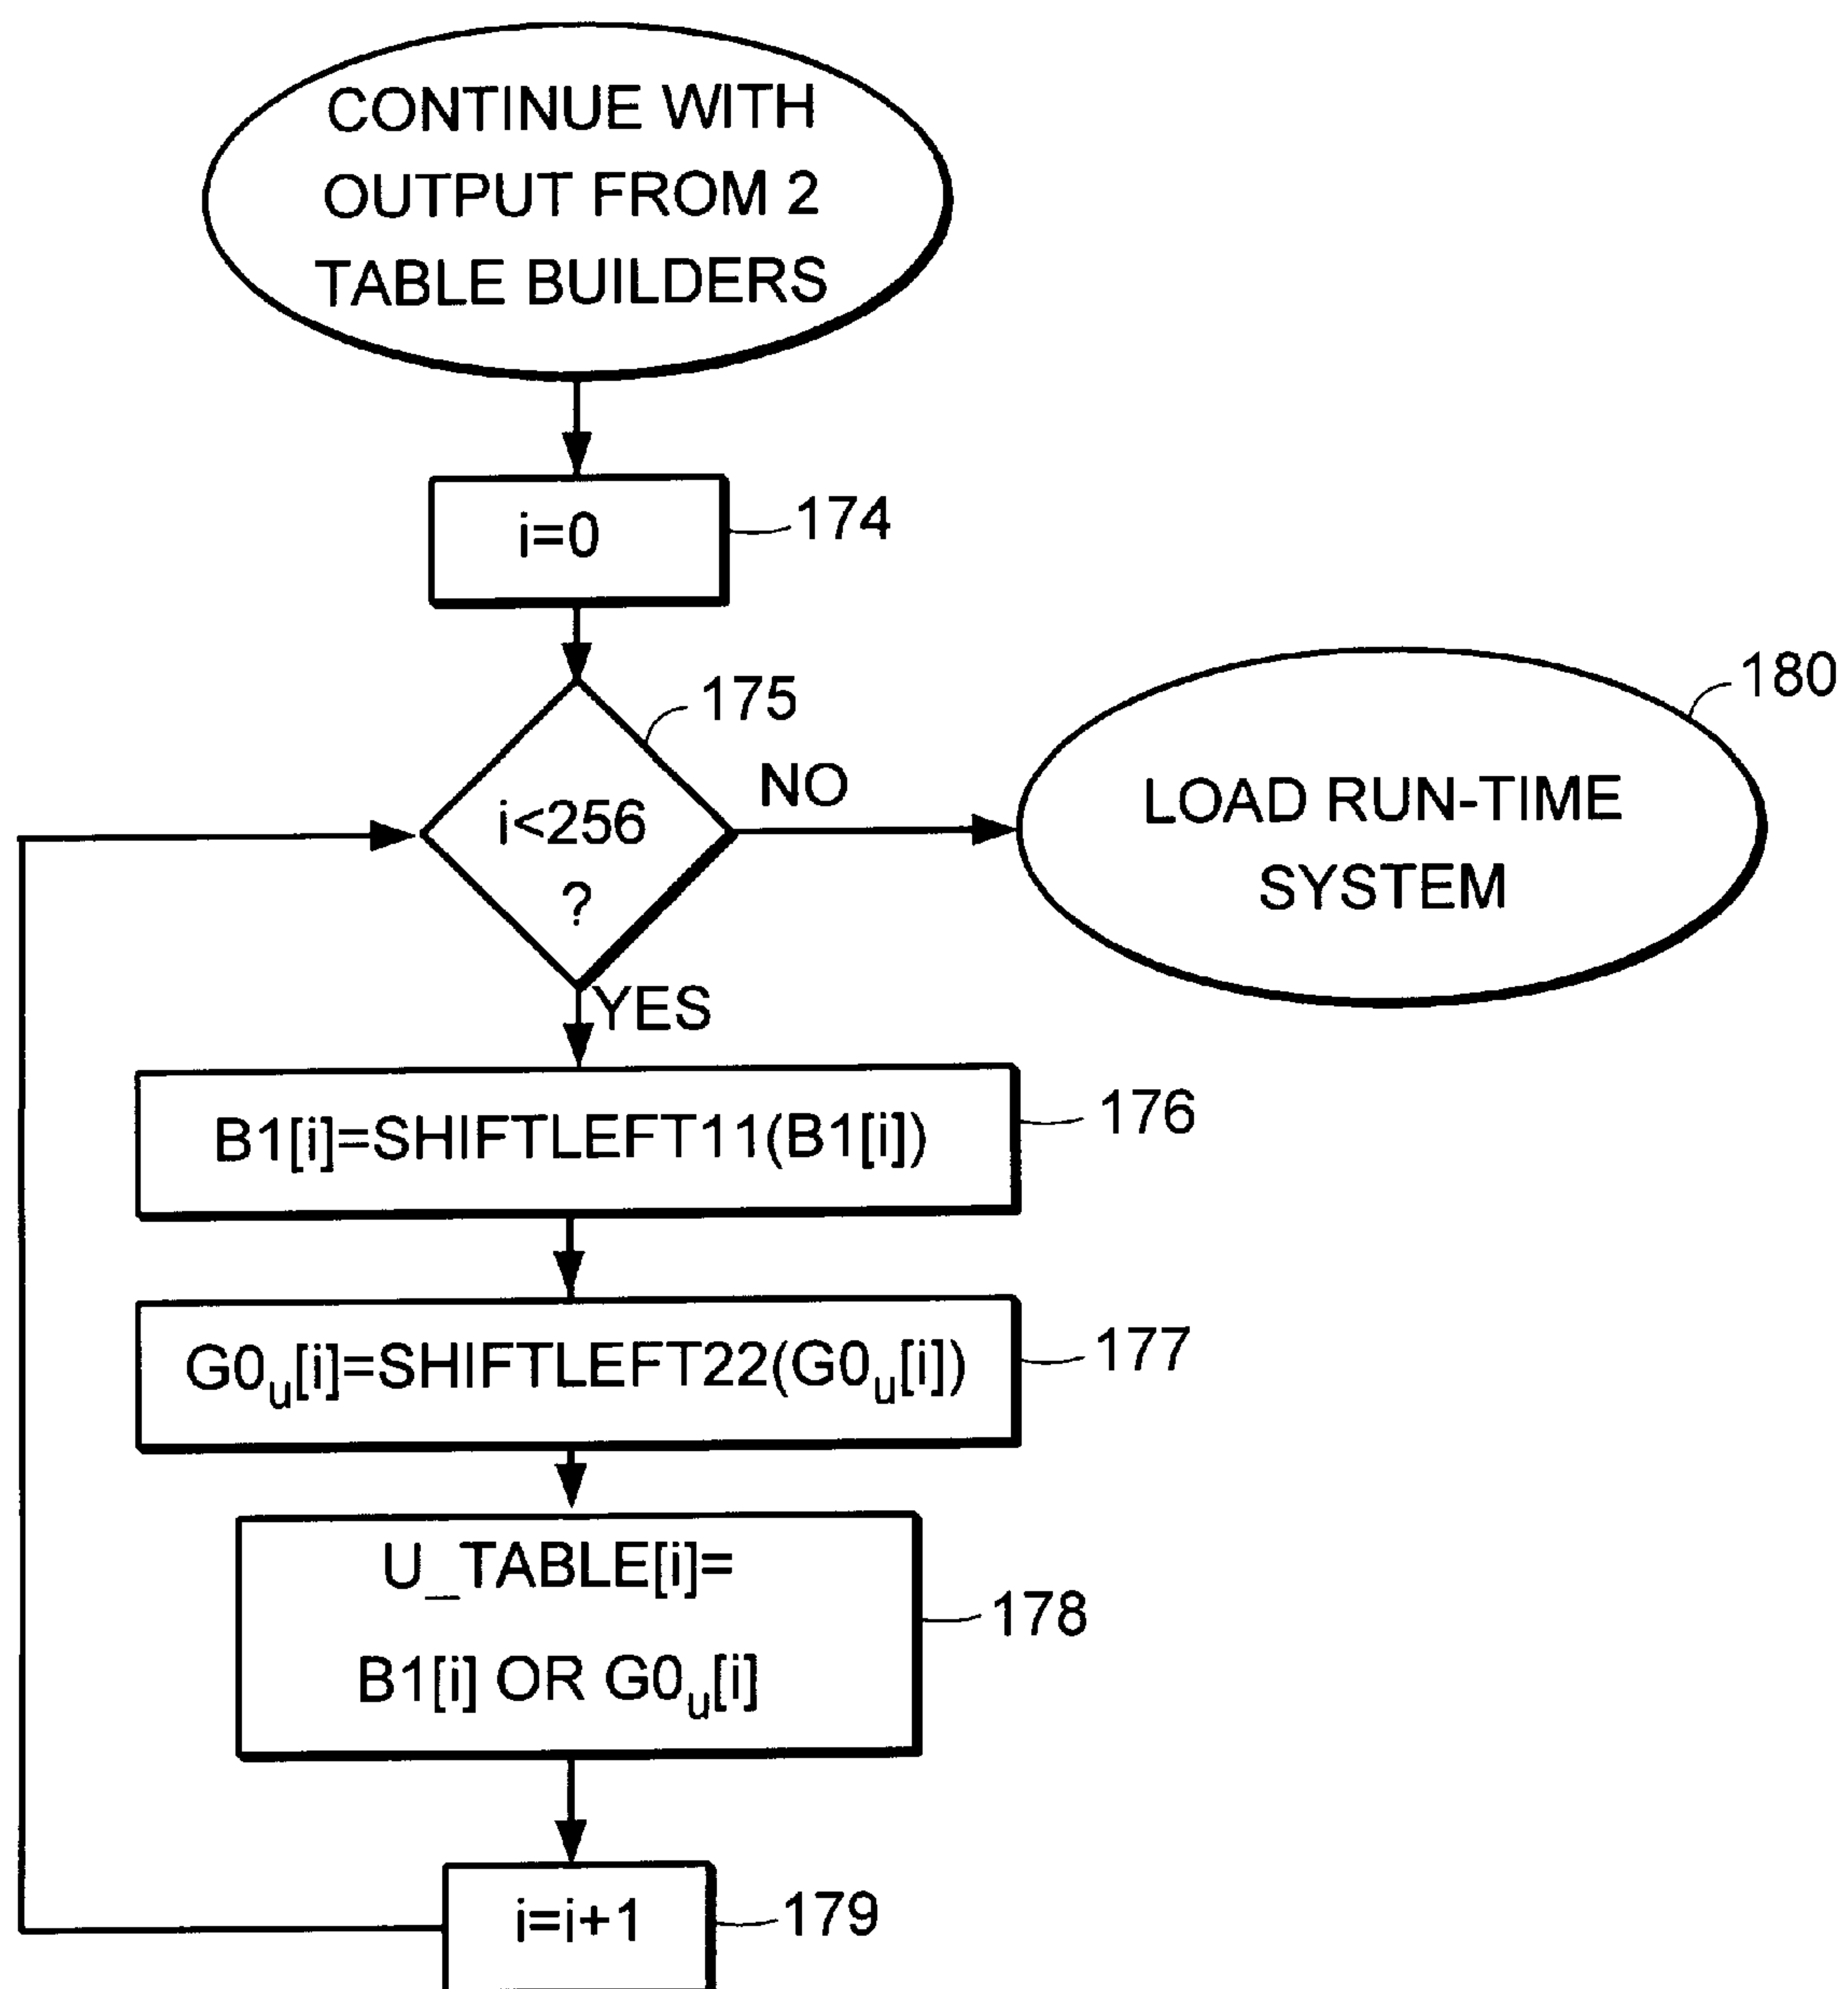 CONTINUE WITH
OUTPUT FROM 2
TABLE BUILDERS
i=0
174
175
i<256
?
NO
180
LOAD RUN-TIME
SYSTEM
YES
B1[i]=SHIFTLEFT11(B1[i])
176
G0u[i]=SHIFTLEFT22(G0u[i])
177
U_TABLE[i]=
B1[i] OR G0u[i]
178
i=i+1
179